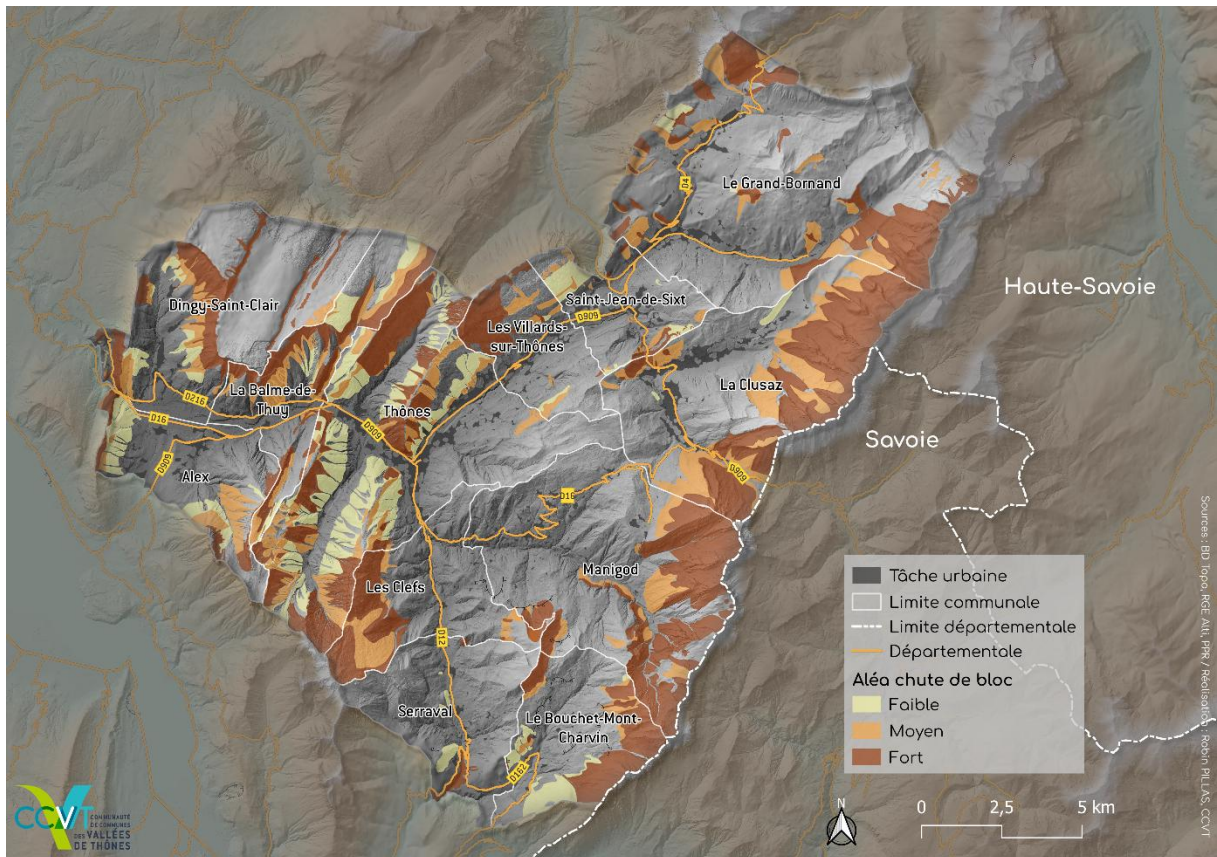 Le Grand-Bornand
D4
Haute-Savoie
Dingy-Saint-Clair
Saint-Jean-de-Sixt
D909
Les Villards-
sur-Thônes
La Clusaz
La Balme-de-
Thuy
D216
D16
Thônes
D909
Savoie
D909
D909
Alex
D16
Manigod
Les Clefs
D12
Serraval
Le Bouchet-Mont-
Charvin
D162
Tâche urbaine
Limite communale
Limite départementale
Départementale
Aléa chute de bloc
Faible
Moyen
Fort
N
0 2,5 5 km
CCVT
COMMUNAUTÉ
DE COMMUNES
DES VALLÉES
DE THÔNES
Sources : BD Topo, RGE Alti, PPR / Réalisation : Robin PILLAS, CCVT